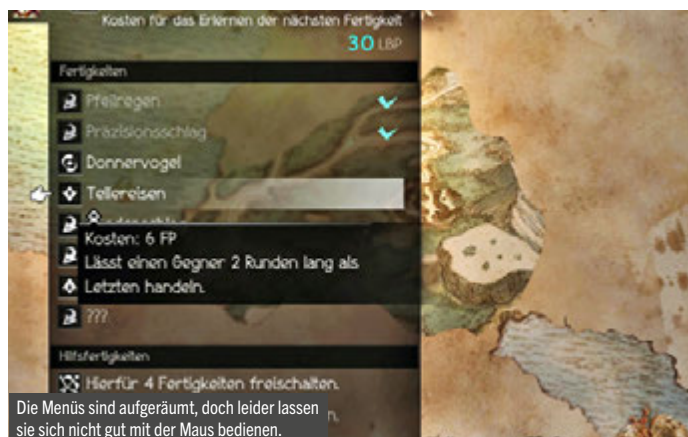 Kosten für das Erlernen der nächsten Fertigkeit
30 LBP
Fertigkeiten
Pfeilregen
Präzisionsschlag
Donnervogel
Tellereisen
Kosten: 6 FP
Lässt einen Gegner 2 Runden lang als
Letzten handeln.
???
Hilfsfertigkeiten
Hierfür 4 Fertigkeiten freischalten.
Die Menüs sind aufgeräumt, doch leider lassen
sie sich nicht gut mit der Maus bedienen.